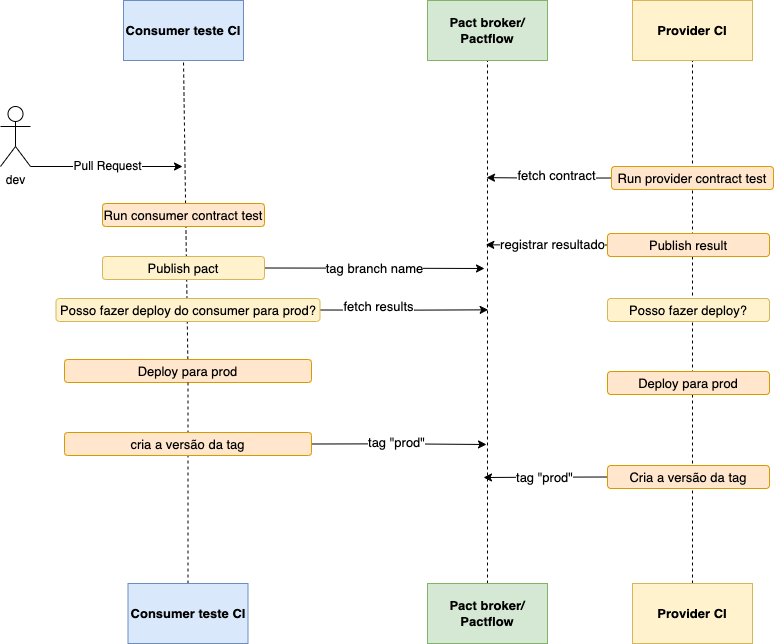 Consumer teste CI
Pact broker/
Pactflow
Provider CI
dev
Pull Request
fetch contract
Run provider contract test
Run consumer contract test
registrar resultado
Publish result
Publish pact
tag branch name
Posso fazer deploy do consumer para prod?
fetch results
Posso fazer deploy?
Deploy para prod
Deploy para prod
cria a versão da tag
tag "prod"
tag "prod"
Cria a versão da tag
Consumer teste CI
Pact broker/
Pactflow
Provider CI